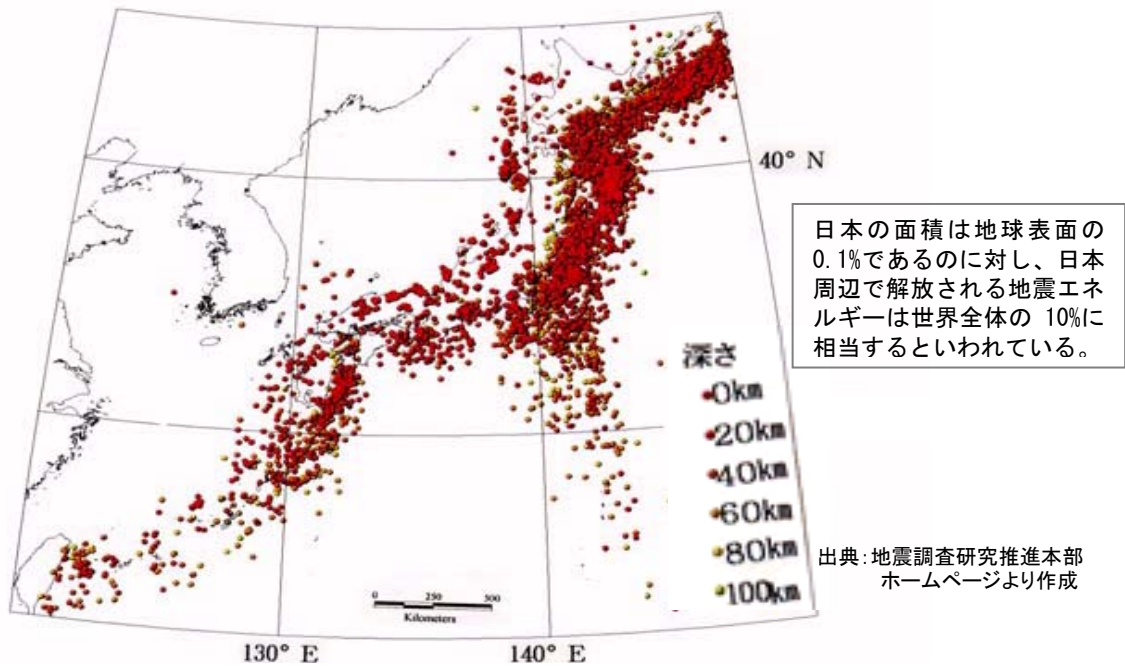 40° N
日本の面積は地球表面の
0.1%であるのに対し、日本
周辺で解放される地震エネ
ルギーは世界全体の 10%に
相当するといわれている。
深さ
0km
20km
40km
60km
80km
100km
出典：地震調査研究推進本部
ホームページより作成
0 250 500
Kilometers
130° E
140° E